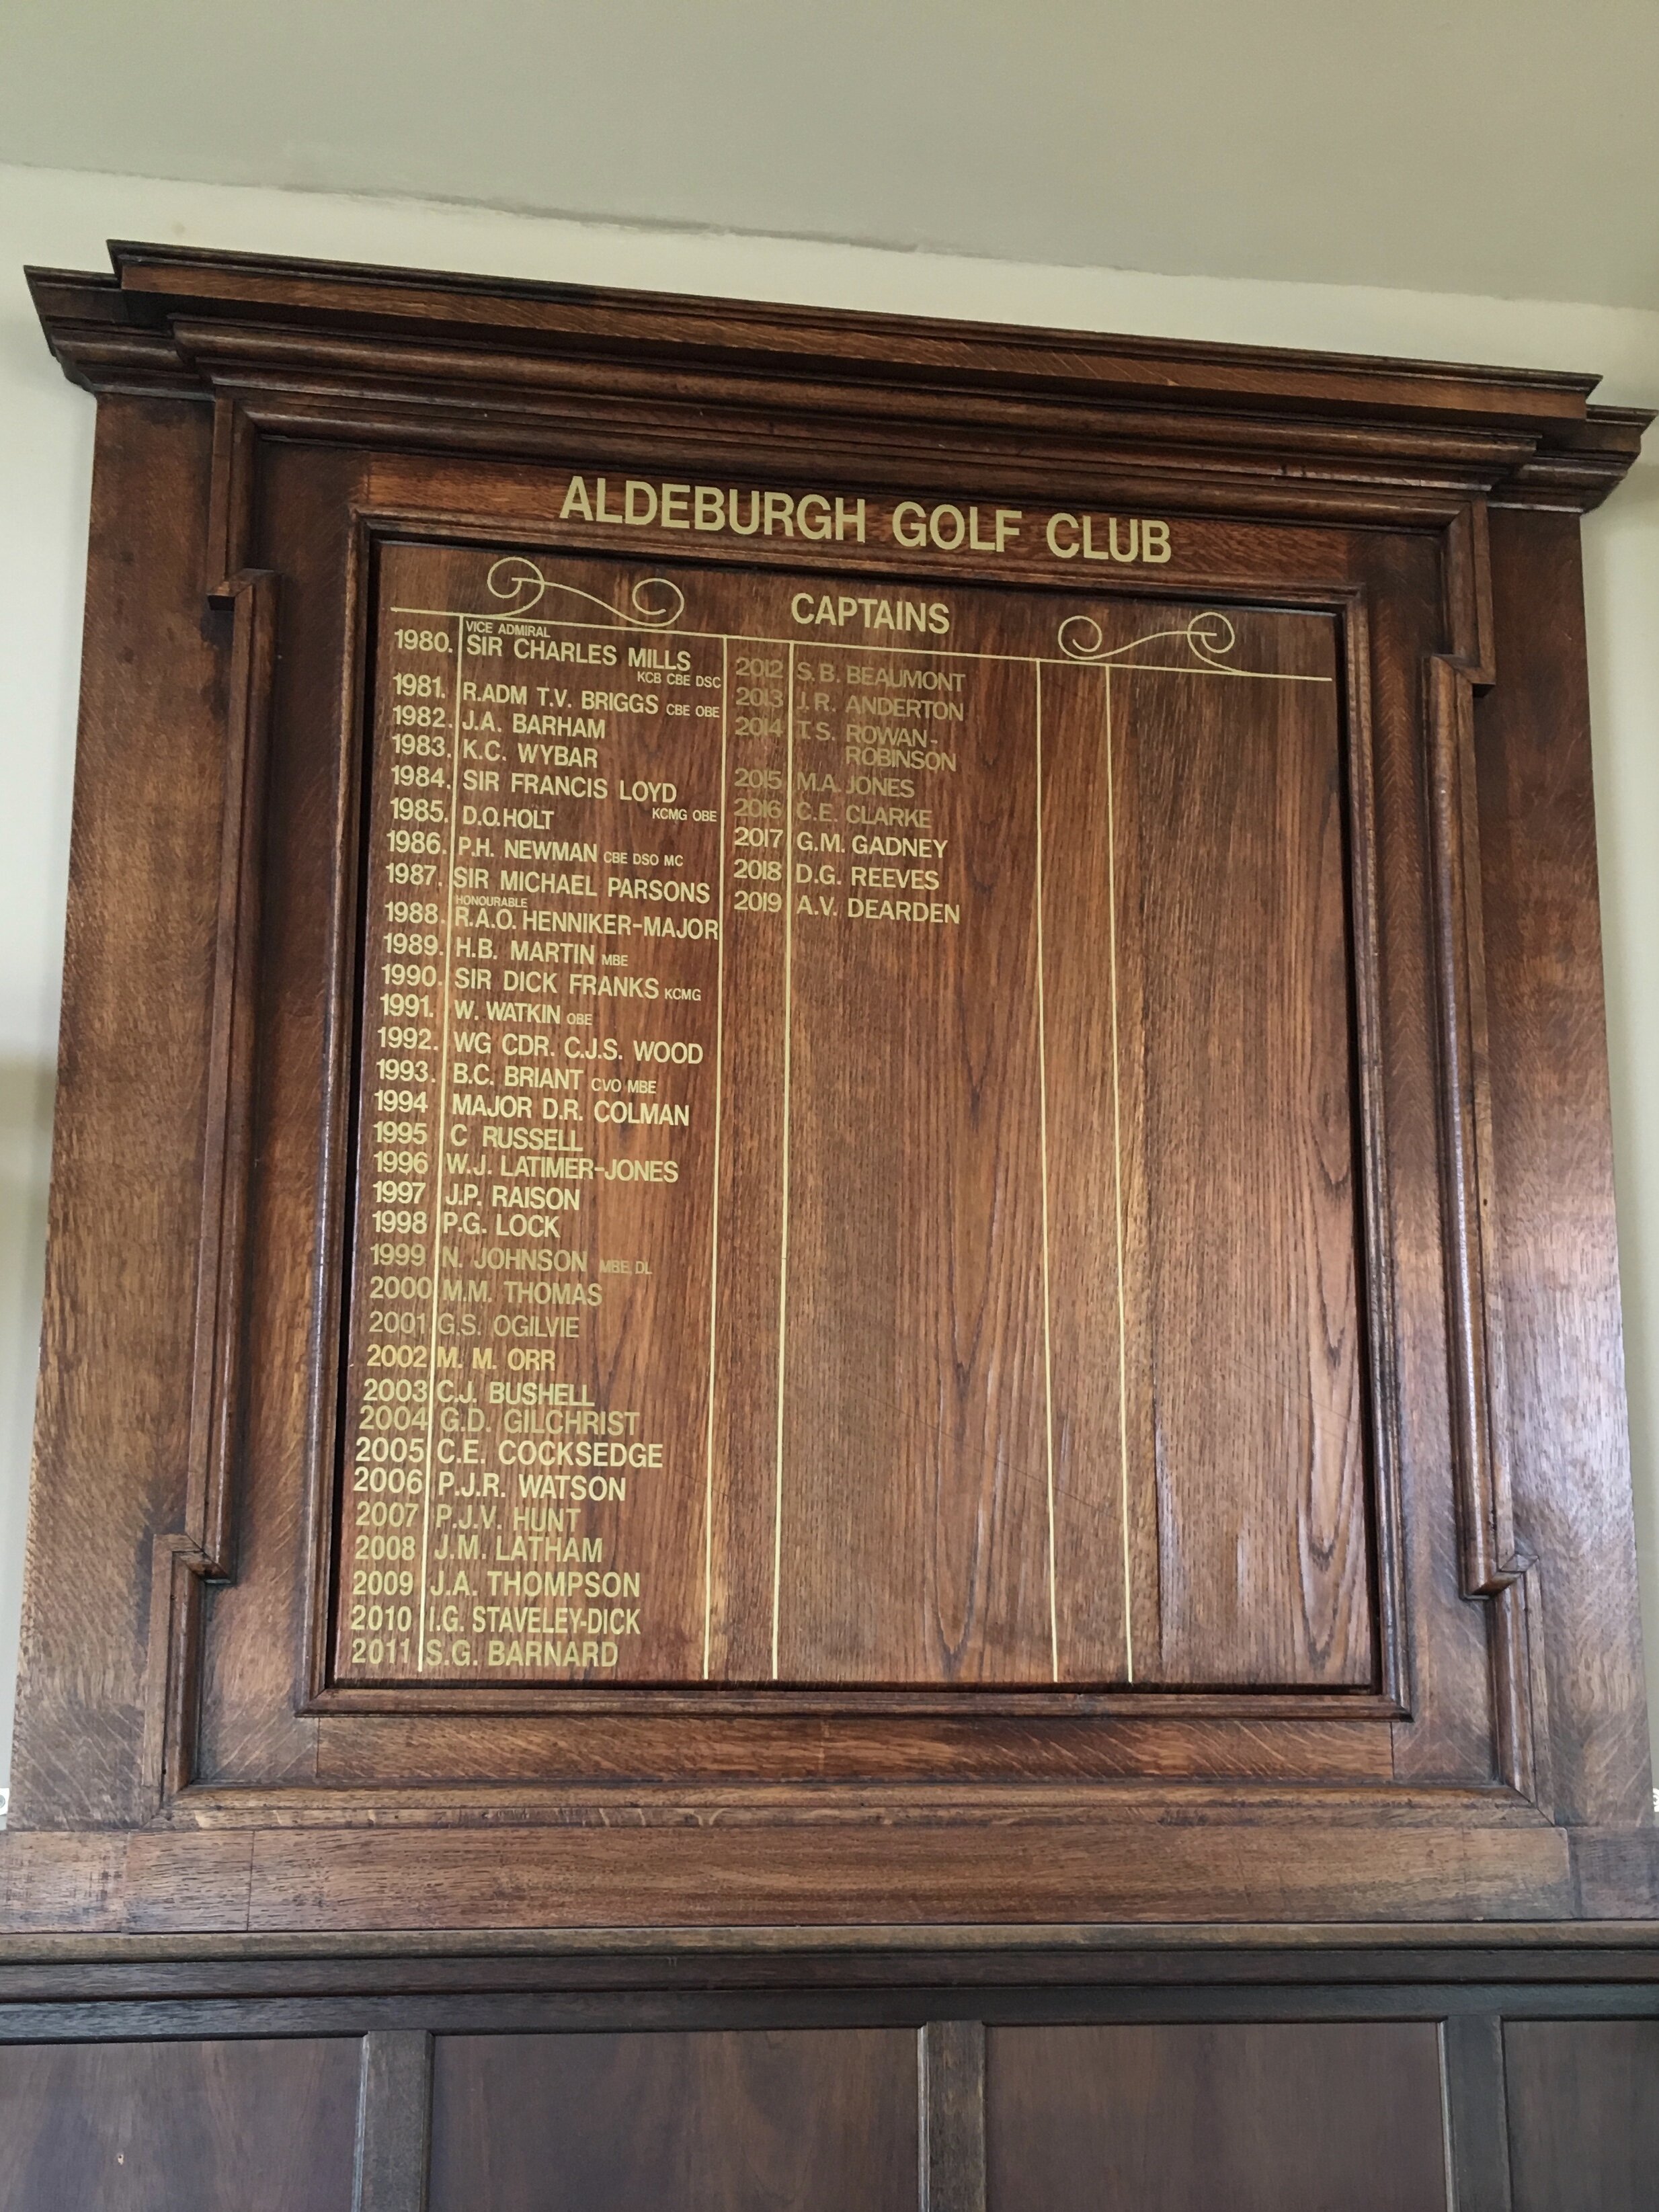 ALDEBURGH GOLF CLUB
CAPTAINS
VICE ADMIRAL
1980. SIR CHARLES MILLS
KCB CBE DSC
1981. R.ADM T.V. BRIGGS CBE OBE
1982. J.A. BARHAM
1983. K.C. WYBAR
1984. SIR FRANCIS LOYD
KCMG OBE
1985. D.O. HOLT
1986. P.H. NEWMAN CBE DSO MC
1987. SIR MICHAEL PARSONS
HONOURABLE
1988. R.A.O. HENNIKER-MAJOR
1989. H.B. MARTIN MBE
1990. SIR DICK FRANKS KCMG
1991. W. WATKIN OBE
1992. WG CDR. C.J.S. WOOD
1993. B.C. BRIANT CVO MBE
1994 MAJOR D.R. COLMAN
1995 C RUSSELL
1996 W.J. LATIMER-JONES
1997 J.P. RAISON
1998 P.G. LOCK
1999 N. JOHNSON MBE, DL
2000 M.M. THOMAS
2001 G.S. OGILVIE
2002 M. M. ORR
2003 C.J. BUSHELL
2004 G.D. GILCHRIST
2005 C.E. COCKSEDGE
2006 P.J.R. WATSON
2007 P.J.V. HUNT
2008 J.M. LATHAM
2009 J.A. THOMPSON
2010 I.G. STAVELEY-DICK
2011 S.G. BARNARD
2012 S.B. BEAUMONT
2013 J.R. ANDERTON
2014 T.S. ROWAN-
ROBINSON
2015 M.A. JONES
2016 C.E. CLARKE
2017 G.M. GADNEY
2018 D.G. REEVES
2019 A.V. DEARDEN